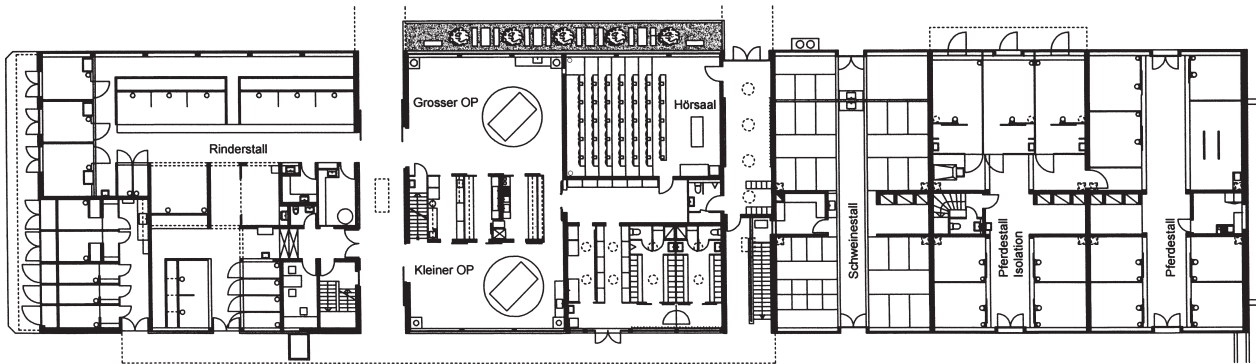 Grosser OP
Hörsaal
Rinderstall
Kleiner OP
Schweinestall
Pferdestall
Isolation
Pferdestall